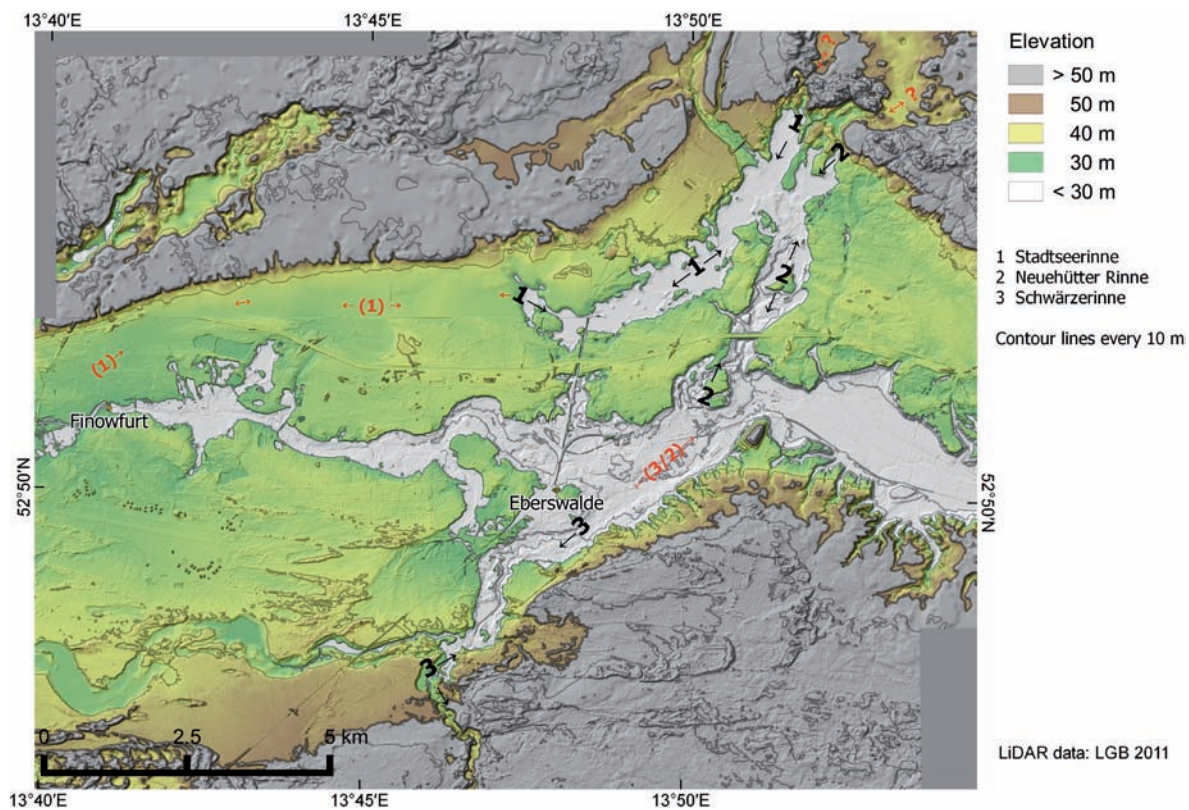 13°40'E
13°45'E
13°50'E
?
?
1
2
1
2
1
(1)
(1)
2
Finowfurt
(3/2)
52°50'N
52°50'N
Eberswalde
3
3
0 2.5 5 km
13°40'E
13°45'E
13°50'E
Elevation
> 50 m
50 m
40 m
30 m
< 30 m
1 Stadtseerinne
2 Neuehütter Rinne
3 Schwärzerinne
Contour lines every 10 m
LiDAR data: LGB 2011